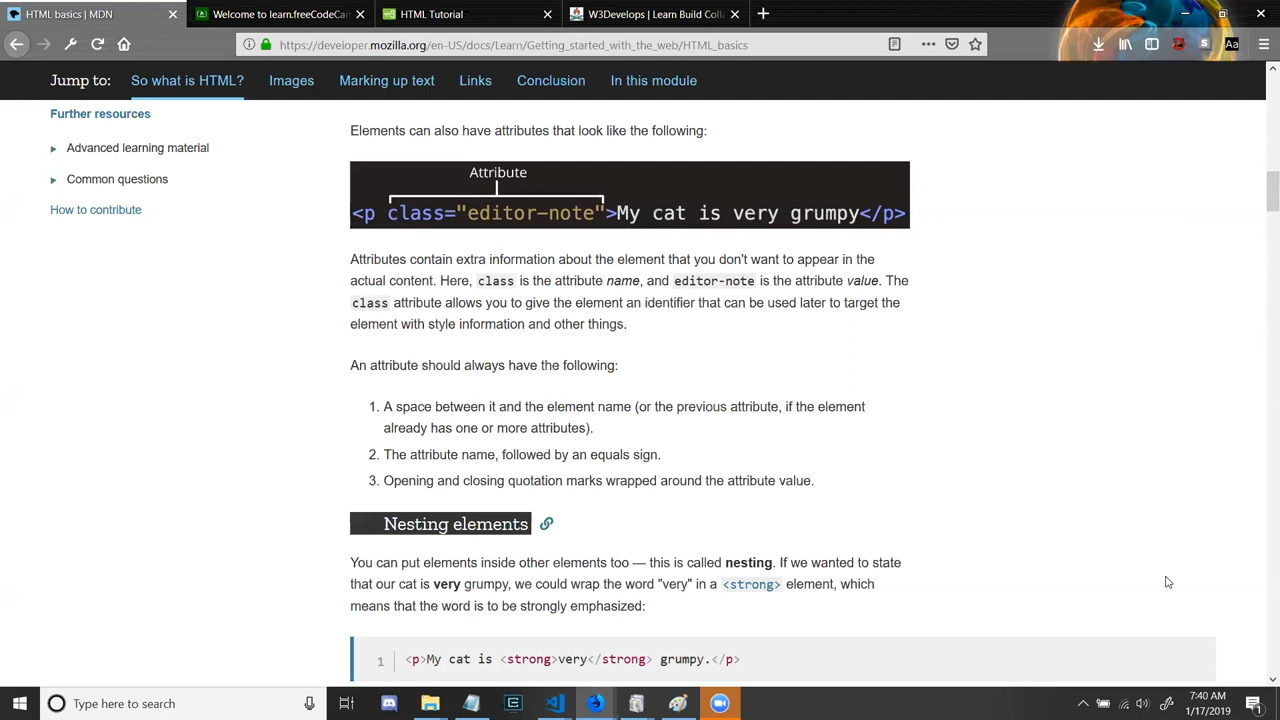 HTML basics | MDN
Welcome to learn.freeCodeCam
HTML Tutorial
W3Develops | Learn Build Colla
https://developer.mozilla.org/en-US/docs/Learn/Getting_started_with_the_web/HTML_basics
Aa
Jump to: So what is HTML? Images Marking up text Links Conclusion In this module
Further resources
Advanced learning material
Common questions
How to contribute
Elements can also have attributes that look like the following:
Attribute
<p class="editor-note">My cat is very grumpy</p>
Attributes contain extra information about the element that you don't want to appear in the
actual content. Here, class is the attribute name, and editor-note is the attribute value. The
class attribute allows you to give the element an identifier that can be used later to target the
element with style information and other things.
An attribute should always have the following:
1. A space between it and the element name (or the previous attribute, if the element
already has one or more attributes).
2. The attribute name, followed by an equals sign.
3. Opening and closing quotation marks wrapped around the attribute value.
Nesting elements
You can put elements inside other elements too — this is called nesting. If we wanted to state
that our cat is very grumpy, we could wrap the word "very" in a <strong> element, which
means that the word is to be strongly emphasized:
1 <p>My cat is <strong>very</strong> grumpy.</p>
Type here to search
7:40 AM
1/17/2019